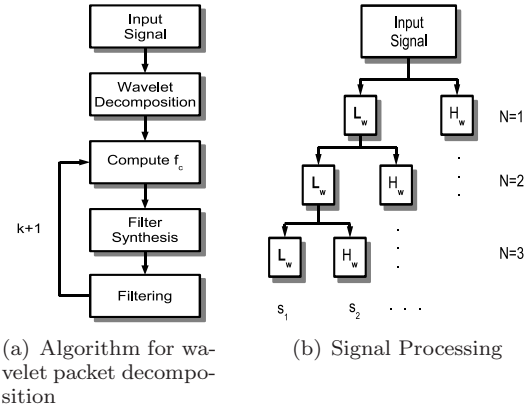 Input
Signal
Wavelet
Decomposition
Compute f_c
Filter
Synthesis
Filtering
k+1
(a) Algorithm for wa-
velet packet decompo-
sition
Input
Signal
L_w
H_w
N=1
L_w
H_w
N=2
L_w
H_w
N=3
s_1
s_2
. . .
(b) Signal Processing